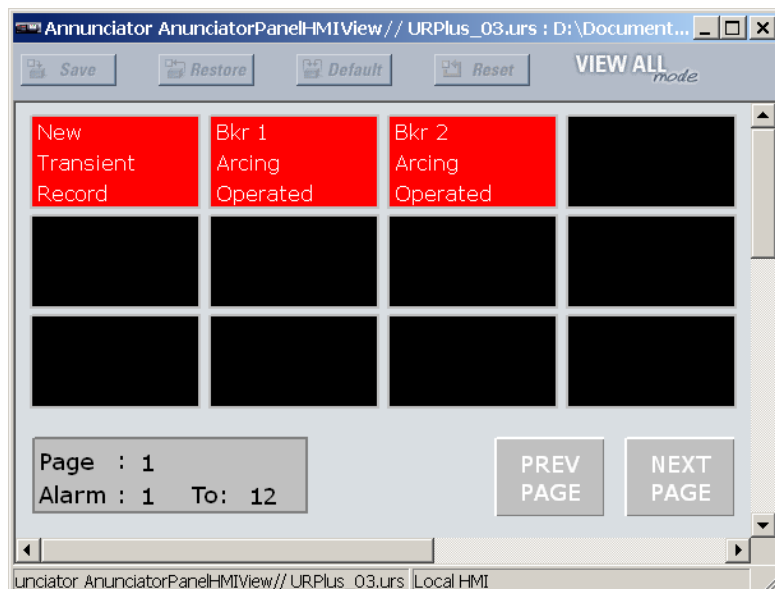 Annunciator AnunciatorPanelHMIView// URPlus_03.urs : D:\Document...
Save Restore Default Reset VIEW ALL mode
New Transient Record
Bkr 1 Arcing Operated
Bkr 2 Arcing Operated
Page : 1
Alarm : 1 To: 12
PREV PAGE
NEXT PAGE
unciator AnunciatorPanelHMIView// URPlus_03.urs Local HMI